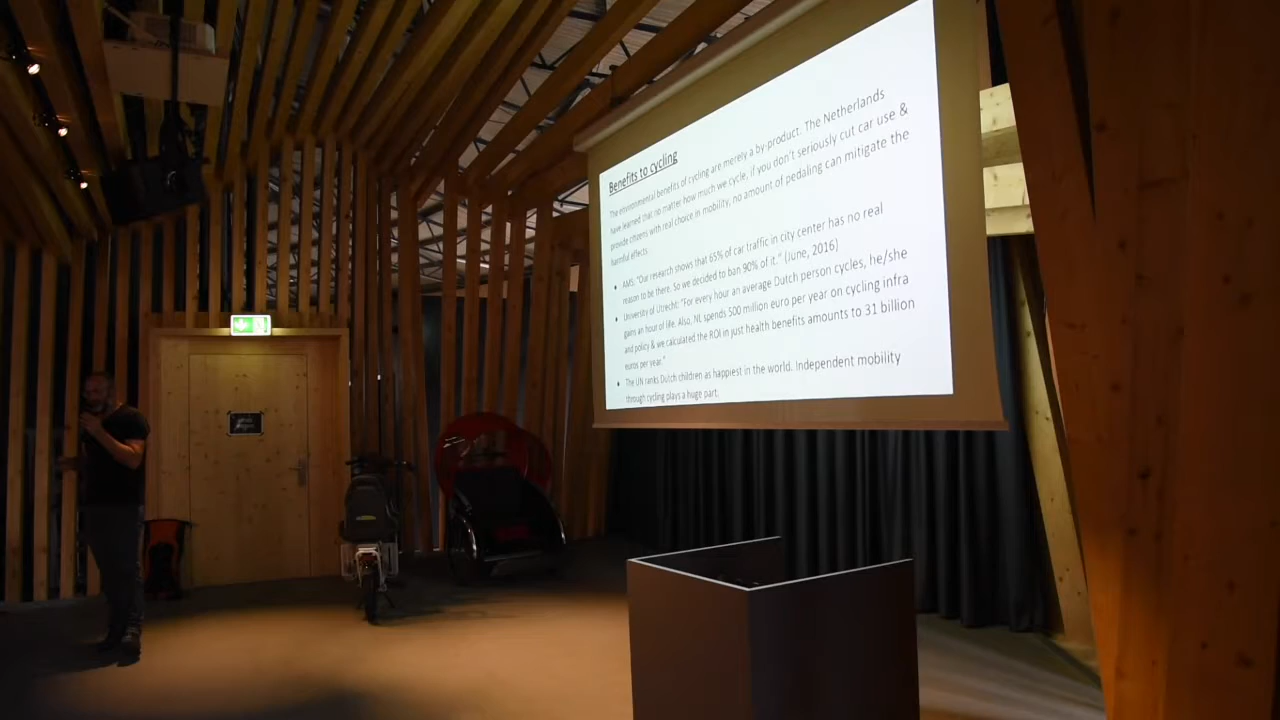 Benefits to cycling
The environmental benefits of cycling are merely a by-product. The Netherlands
have learned that no matter how much we cycle, if you don't seriously cut car use &
provide citizens with real choice in mobility, no amount of pedaling can mitigate the
harmful effects.
• AMS: "Our research shows that 65% of car traffic in city center has no real
reason to be there. So we decided to ban 90% of it." (June, 2016)
• University of Utrecht: "For every hour an average Dutch person cycles, he/she
gains an hour of life. Also, NL spends 500 million euro per year on cycling infra
and policy & we calculated the ROI in just health benefits amounts to 31 billion
euros per year."
• The UN ranks Dutch children as happiest in the world. Independent mobility
through cycling plays a huge part.